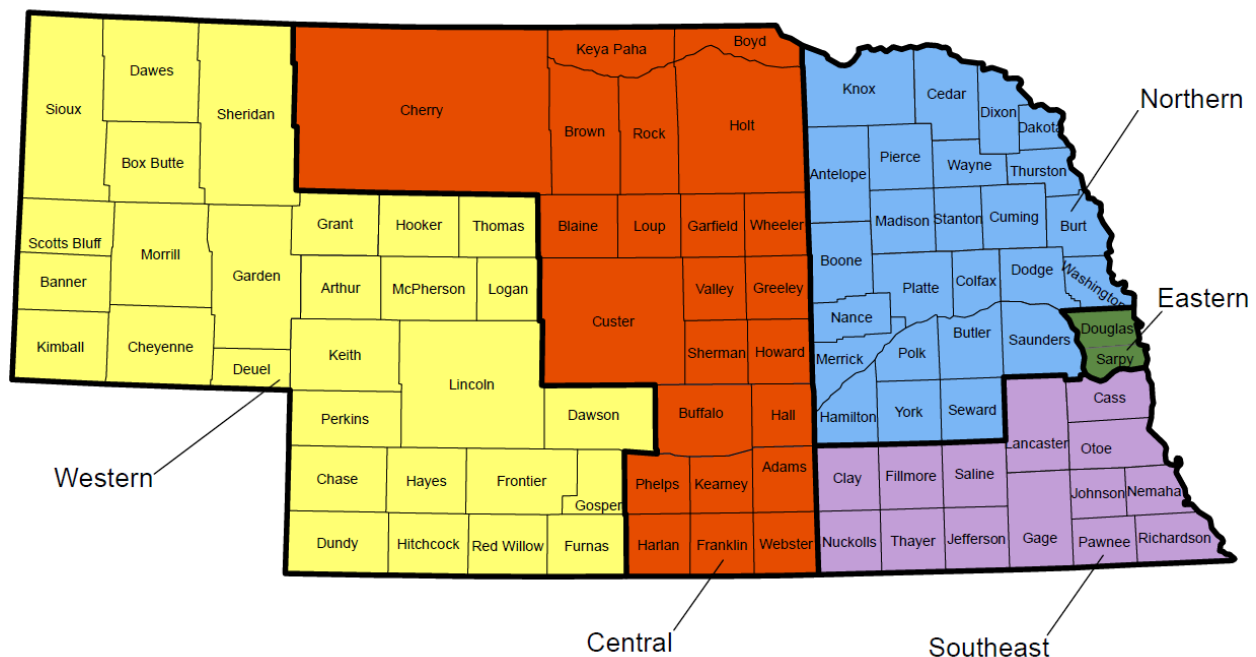 Keya Paha
Boyd
Dawes
Knox
Cedar
Northern
Sioux
Sheridan
Cherry
Dixon
Dakota
Brown
Rock
Holt
Box Butte
Pierce
Wayne
Antelope
Thurston
Grant
Hooker
Thomas
Blaine
Loup
Garfield
Wheeler
Madison
Stanton
Cuming
Burt
Scotts Bluff
Morrill
Garden
Boone
Banner
Arthur
McPherson
Logan
Valley
Greeley
Platte
Colfax
Dodge
Washington
Eastern
Custer
Nance
Douglas
Kimball
Cheyenne
Keith
Sherman
Howard
Merrick
Polk
Butler
Saunders
Sarpy
Deuel
Lincoln
Perkins
Dawson
Buffalo
Hall
Hamilton
York
Seward
Cass
Lancaster
Otoe
Western
Chase
Hayes
Frontier
Gosper
Phelps
Kearney
Adams
Clay
Fillmore
Saline
Johnson
Nemaha
Dundy
Hitchcock
Red Willow
Furnas
Harlan
Franklin
Webster
Nuckolls
Thayer
Jefferson
Gage
Pawnee
Richardson
Central
Southeast